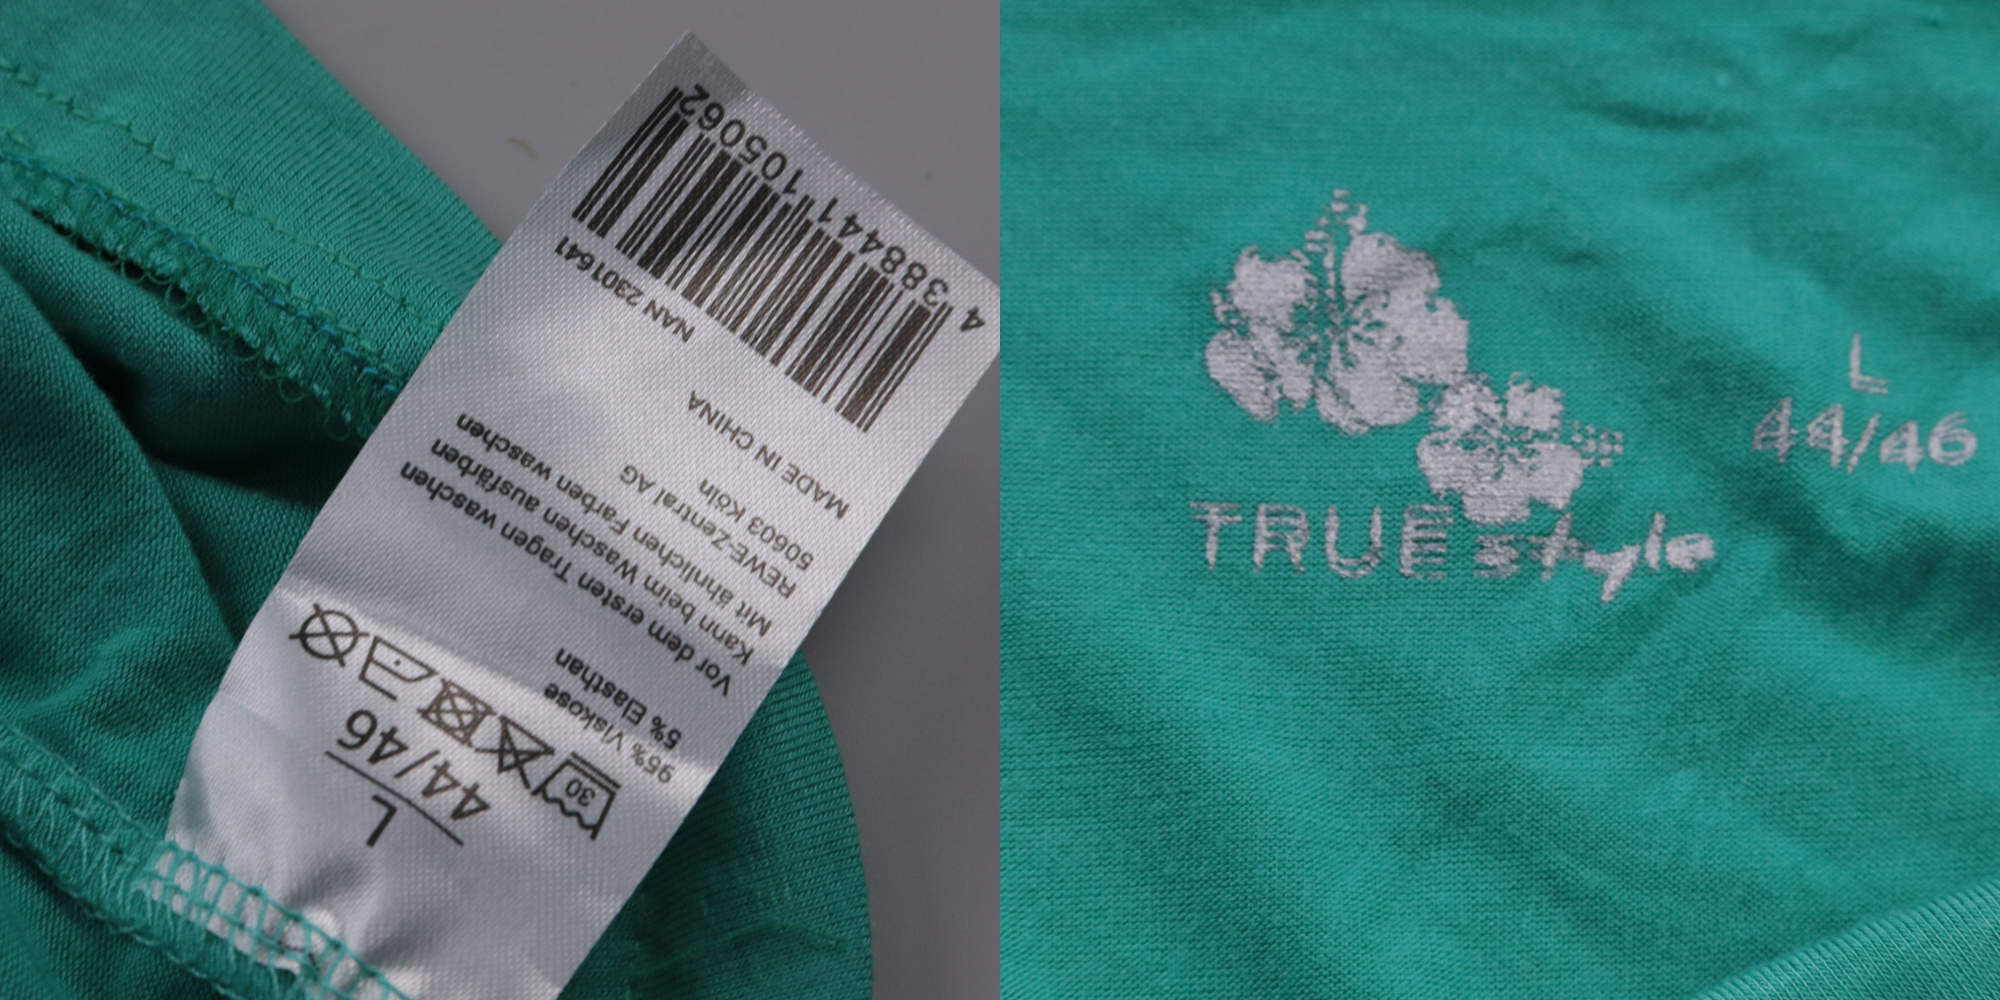 L
44/46
30
95% Viskose
5% Elasthan
Vor dem ersten Tragen waschen
Kann beim Waschen ausfärben
Mit ähnlichen Farben waschen
REWE-Zentral AG
50603 Köln
MADE IN CHINA
NAN 2301641
4 388441 105062
L
44/46
TRUE style